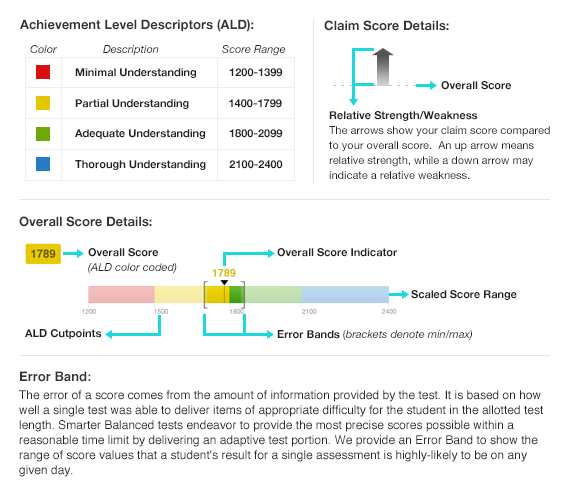 Achievement Level Descriptors (ALD):
Color Description Score Range
Minimal Understanding 1200-1399
Partial Understanding 1400-1799
Adequate Understanding 1800-2099
Thorough Understanding 2100-2400
Claim Score Details:
Overall Score
Relative Strength/Weakness
The arrows show your claim score compared
to your overall score. An up arrow means
relative strength, while a down arrow may
indicate a relative weakness.
Overall Score Details:
1789 Overall Score
(ALD color coded)
Overall Score Indicator
1789
Scaled Score Range
1200 1500 1800 2100 2400
ALD Cutpoints
Error Bands (brackets denote min/max)
Error Band:
The error of a score comes from the amount of information provided by the test. It is based on how
well a single test was able to deliver items of appropriate difficulty for the student in the allotted test
length. Smarter Balanced tests endeavor to provide the most precise scores possible within a
reasonable time limit by delivering an adaptive test portion. We provide an Error Band to show the
range of score values that a student's result for a single assessment is highly-likely to be on any
given day.